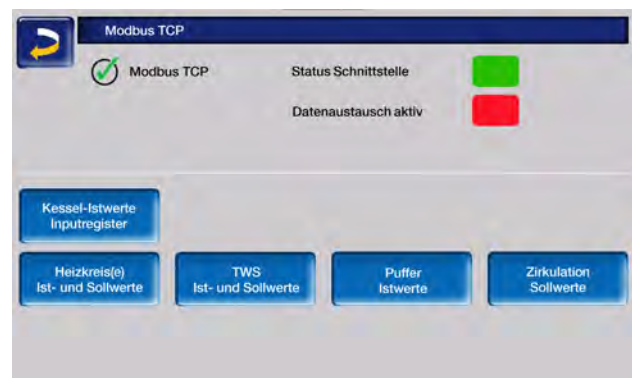 Modbus TCP
Modbus TCP
Status Schnittstelle
Datenaustausch aktiv
Kessel-Istwerte
Inputregister
Heizkreis(e)
Ist- und Sollwerte
TWS
Ist- und Sollwerte
Puffer
Istwerte
Zirkulation
Sollwerte